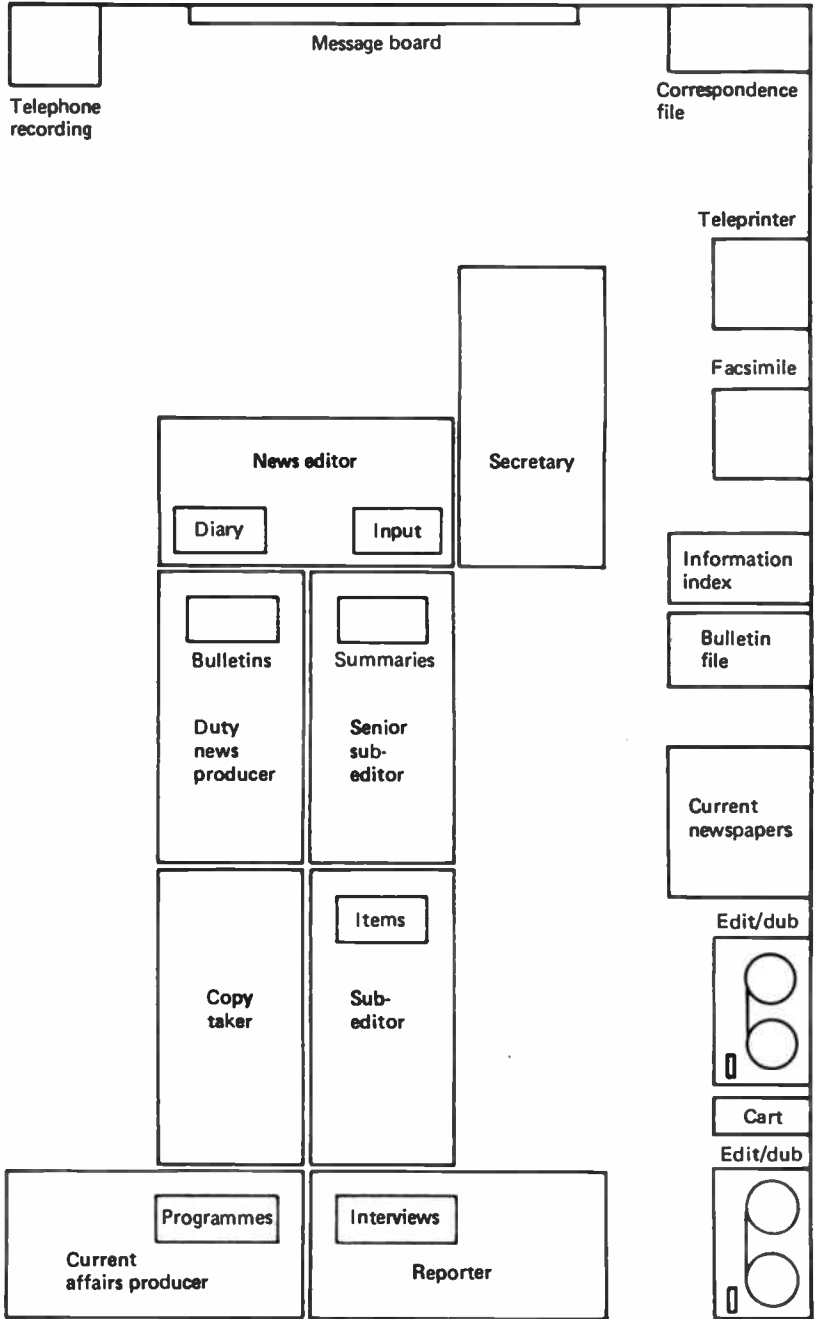 Message board
Telephone
recording
Correspondence
file
Teleprinter
Facsimile
News editor
Diary
Input
Secretary
Information
index
Bulletin
file
Bulletins
Duty
news
producer
Summaries
Senior
sub-
editor
Current
newspapers
Edit/dub
Copy
taker
Items
Sub-
editor
Cart
Edit/dub
Programmes
Current
affairs producer
Interviews
Reporter